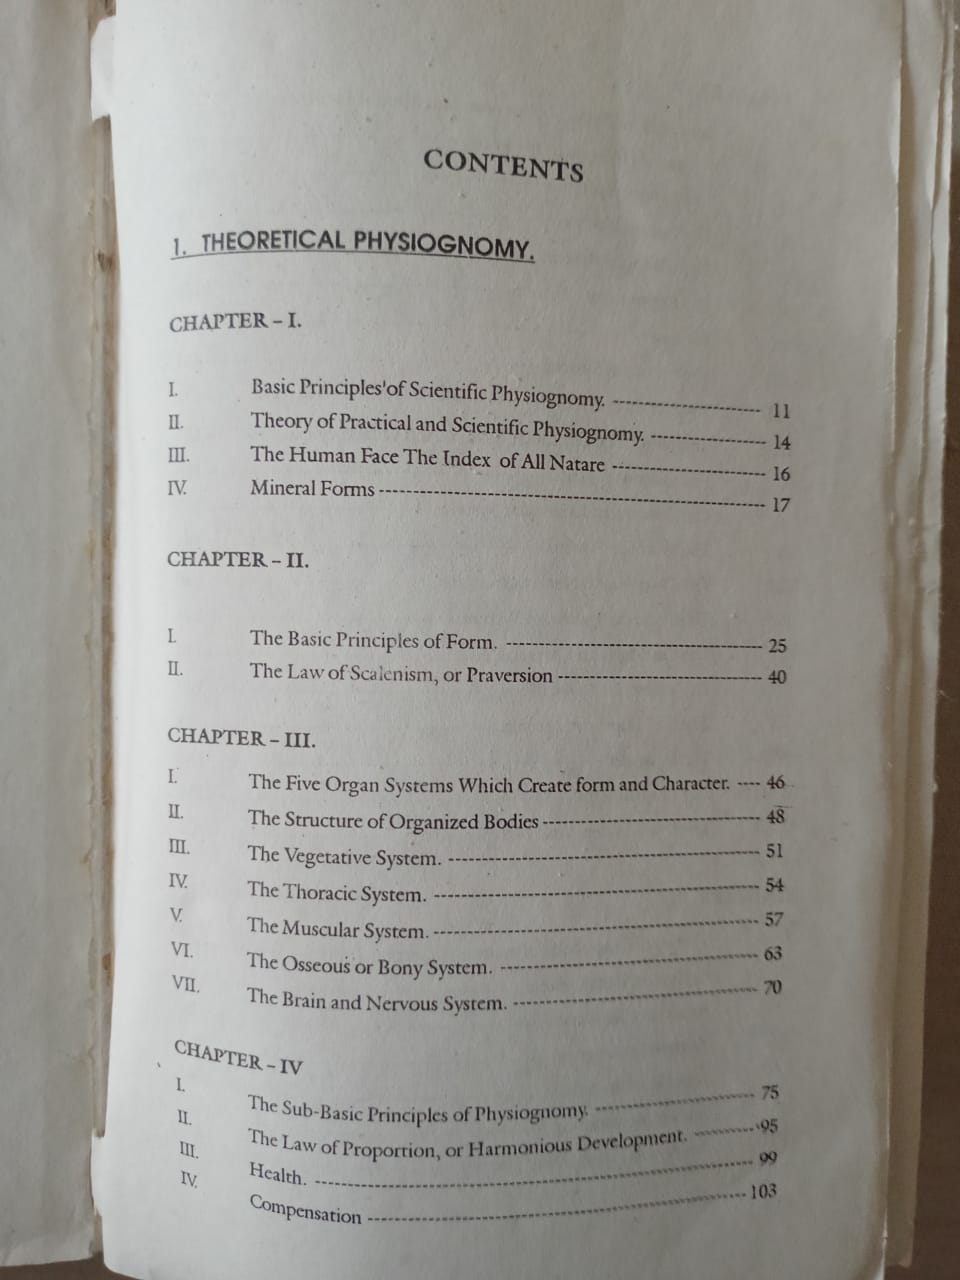 CONTENTS
1. THEORETICAL PHYSIOGNOMY.
CHAPTER – I.
I. Basic Principles'of Scientific Physiognomy. ---------------------- 11
II. Theory of Practical and Scientific Physiognomy. ----------------- 14
III. The Human Face The Index of All Natare ---------------------- 16
IV. Mineral Forms ---------------------------------------------------------- 17
CHAPTER – II.
I. The Basic Principles of Form. --------------------------------------- 25
II. The Law of Scalenism, or Praversion ------------------------------- 40
CHAPTER – III.
I. The Five Organ Systems Which Create form and Character. ---- 46
II. The Structure of Organized Bodies --------------------------------- 48
III. The Vegetative System. ----------------------------------------------- 51
IV. The Thoracic System. ------------------------------------------------- 54
V. The Muscular System. ------------------------------------------------- 57
VI. The Osseous or Bony System. --------------------------------------- 63
VII. The Brain and Nervous System. ------------------------------------- 70
CHAPTER – IV
I. The Sub-Basic Principles of Physiognomy. ------------------------ 75
II. The Law of Proportion, or Harmonious Development. --------- 95
III. Health. ------------------------------------------------------------------ 99
IV. Compensation --------------------------------------------------------- 103